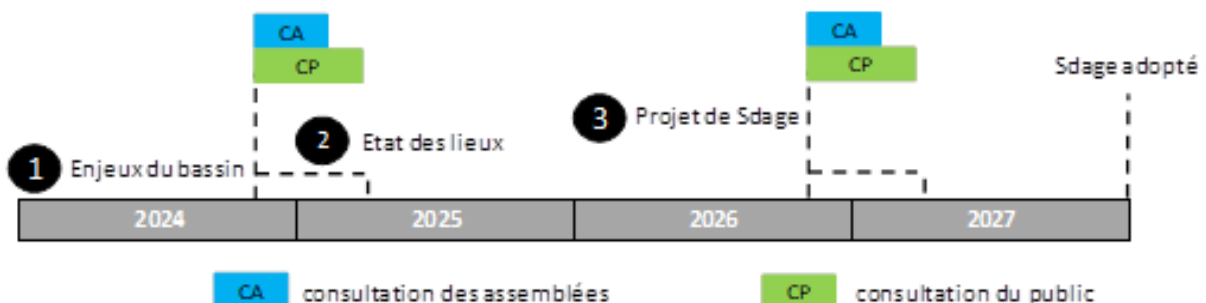 CA
CP
CA
CP
Sdage adopté
3 Projet de Sdage
2 Etat des lieux
1 Enjeux du bassin
2024 2025 2026 2027
CA consultation des assemblées CP consultation du public